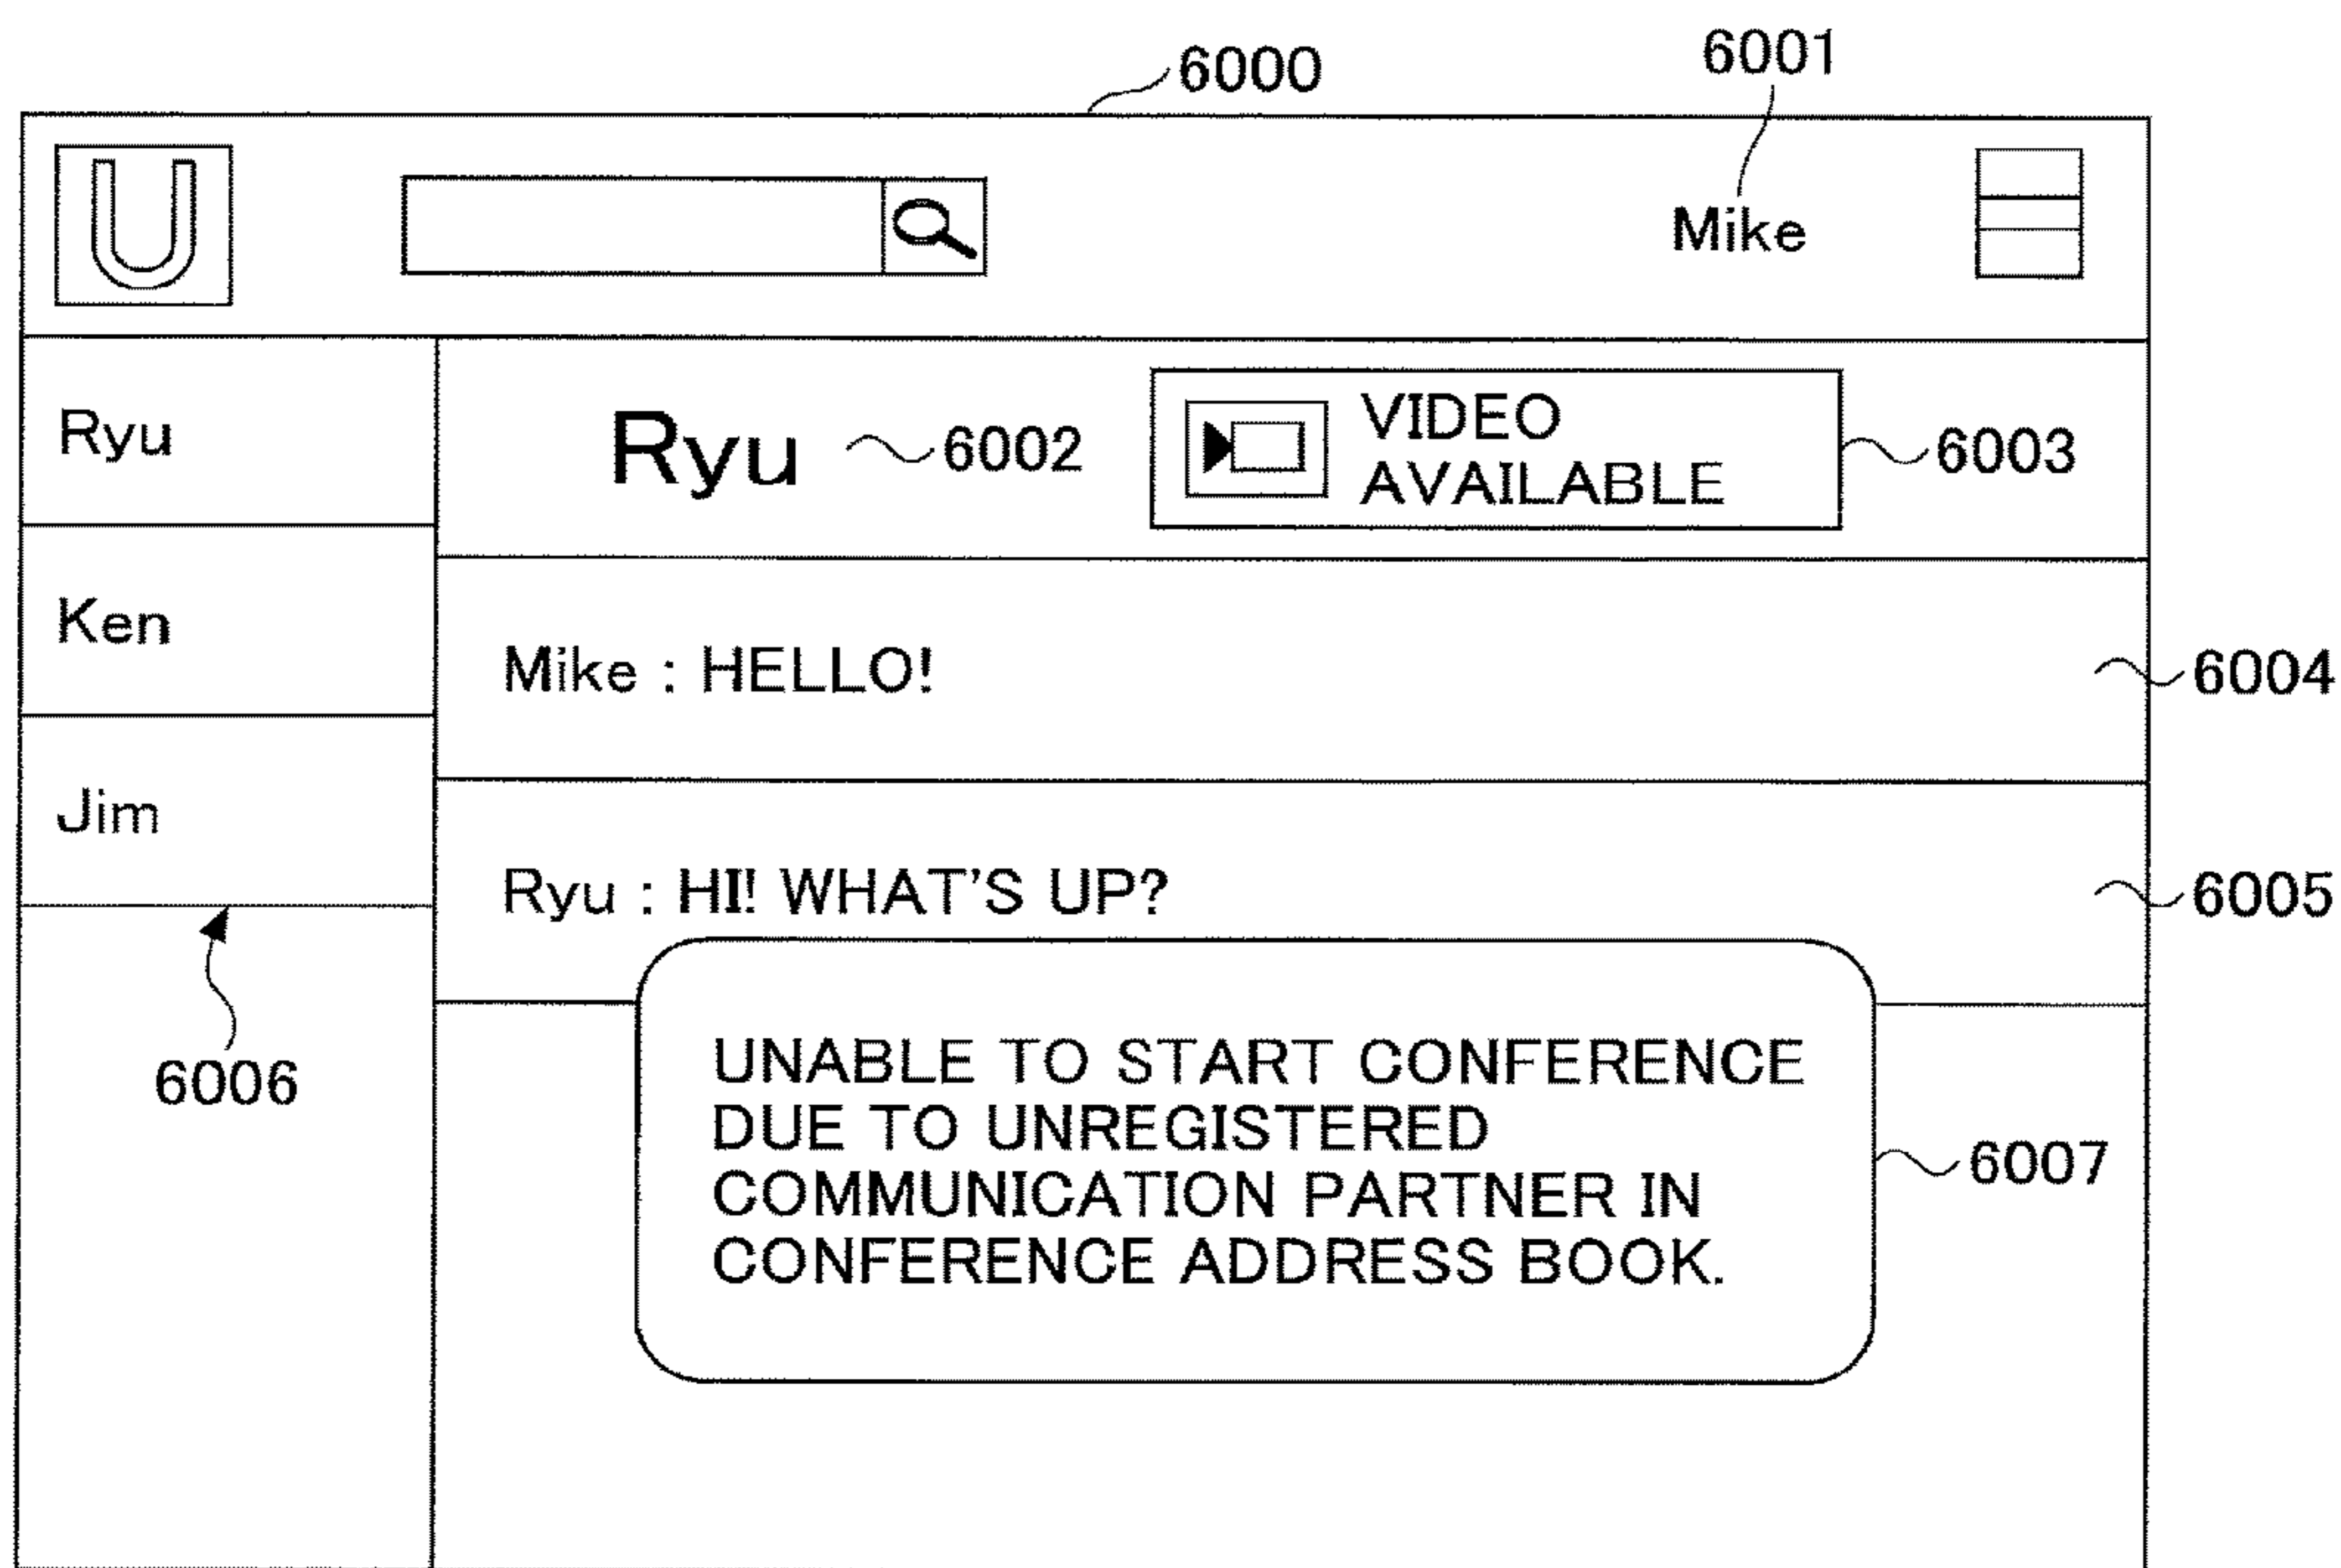 6000
6001
U
Mike
Ryu
Ryu
6002
VIDEO
AVAILABLE
6003
Ken
Mike : HELLO!
6004
Jim
Ryu : HI! WHAT'S UP?
6005
6006
UNABLE TO START CONFERENCE
DUE TO UNREGISTERED
COMMUNICATION PARTNER IN
CONFERENCE ADDRESS BOOK.
6007